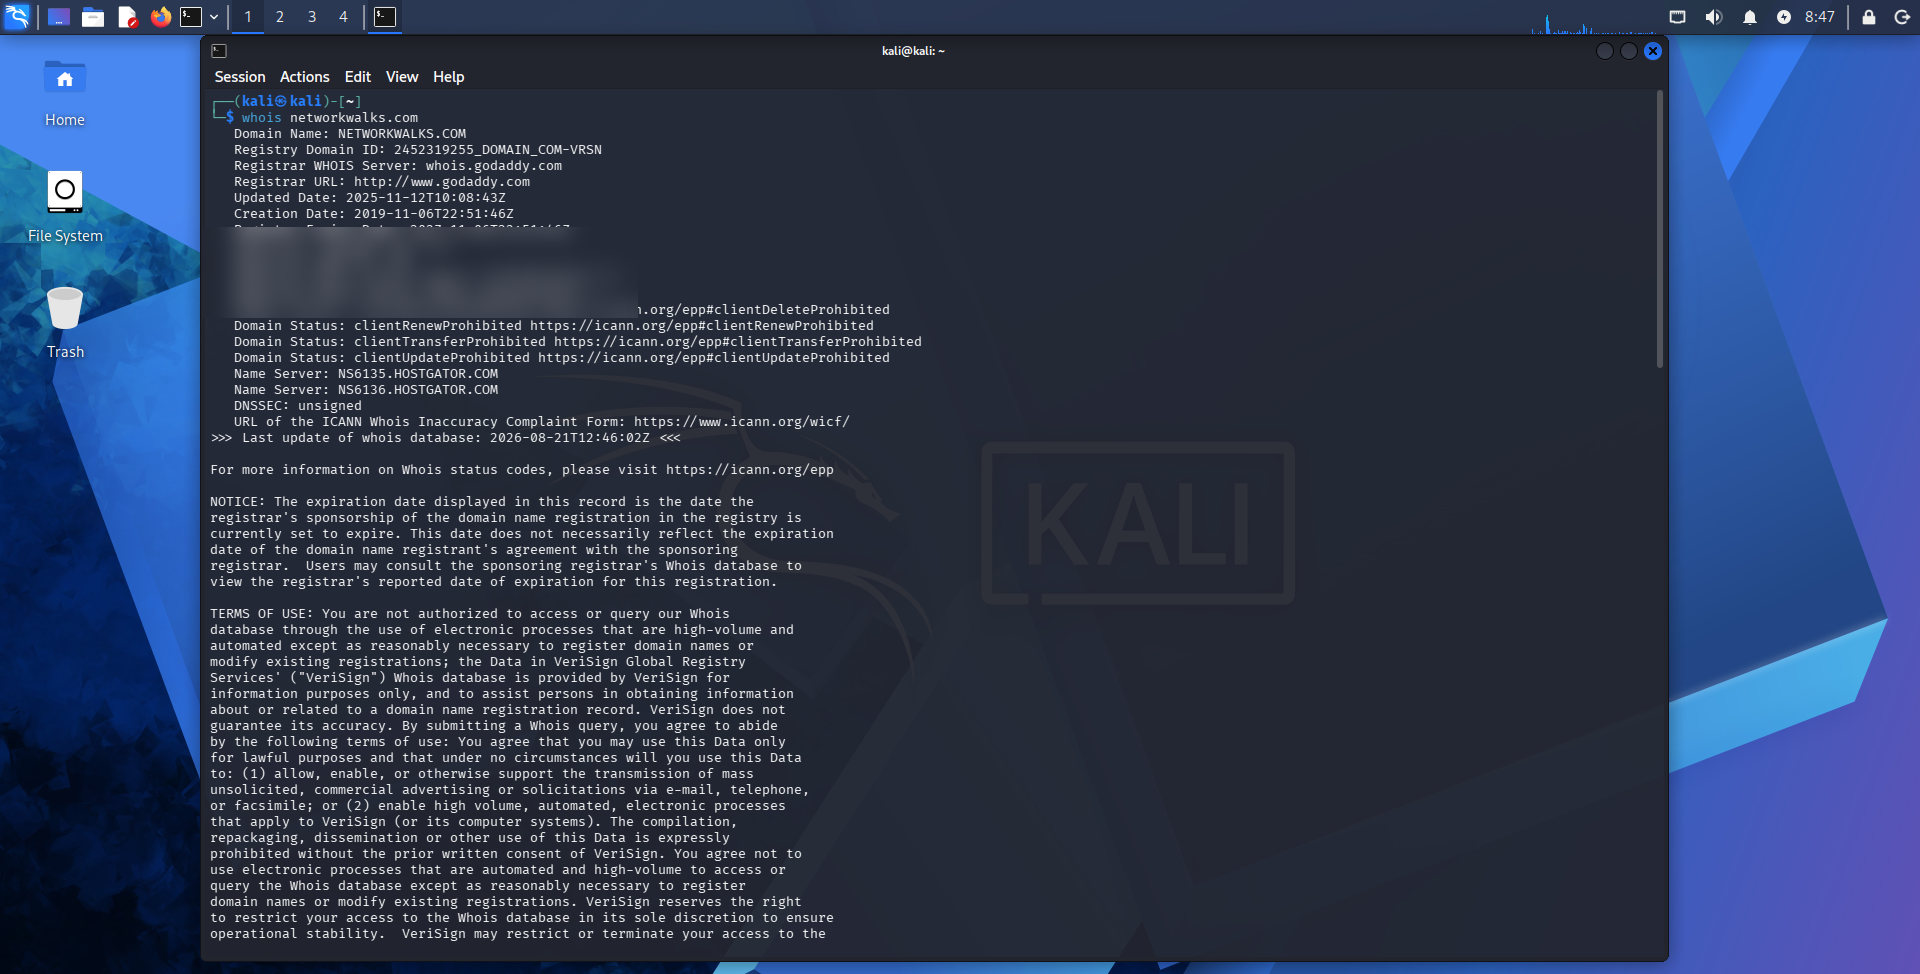 1 2 3 4
8:47
kali@kali: ~
Session Actions Edit View Help
Home
File System
Trash
┌──(kali㉿kali)-[~]
└─$ whois networkwalks.com
Domain Name: NETWORKWALKS.COM
Registry Domain ID: 2452319255_DOMAIN_COM-VRSN
Registrar WHOIS Server: whois.godaddy.com
Registrar URL: http://www.godaddy.com
Updated Date: 2025-11-12T10:08:43Z
Creation Date: 2019-11-06T22:51:46Z
n.org/epp#clientDeleteProhibited
Domain Status: clientRenewProhibited https://icann.org/epp#clientRenewProhibited
Domain Status: clientTransferProhibited https://icann.org/epp#clientTransferProhibited
Domain Status: clientUpdateProhibited https://icann.org/epp#clientUpdateProhibited
Name Server: NS6135.HOSTGATOR.COM
Name Server: NS6136.HOSTGATOR.COM
DNSSEC: unsigned
URL of the ICANN Whois Inaccuracy Complaint Form: https://www.icann.org/wicf/
>>> Last update of whois database: 2026-08-21T12:46:02Z <<<
For more information on Whois status codes, please visit https://icann.org/epp
NOTICE: The expiration date displayed in this record is the date the
registrar's sponsorship of the domain name registration in the registry is
currently set to expire. This date does not necessarily reflect the expiration
date of the domain name registrant's agreement with the sponsoring
registrar.  Users may consult the sponsoring registrar's Whois database to
view the registrar's reported date of expiration for this registration.
TERMS OF USE: You are not authorized to access or query our Whois
database through the use of electronic processes that are high-volume and
automated except as reasonably necessary to register domain names or
modify existing registrations; the Data in VeriSign Global Registry
Services' ("VeriSign") Whois database is provided by VeriSign for
information purposes only, and to assist persons in obtaining information
about or related to a domain name registration record. VeriSign does not
guarantee its accuracy. By submitting a Whois query, you agree to abide
by the following terms of use: You agree that you may use this Data only
for lawful purposes and that under no circumstances will you use this Data
to: (1) allow, enable, or otherwise support the transmission of mass
unsolicited, commercial advertising or solicitations via e-mail, telephone,
or facsimile; or (2) enable high volume, automated, electronic processes
that apply to VeriSign (or its computer systems). The compilation,
repackaging, dissemination or other use of this Data is expressly
prohibited without the prior written consent of VeriSign. You agree not to
use electronic processes that are automated and high-volume to access or
query the Whois database except as reasonably necessary to register
domain names or modify existing registrations. VeriSign reserves the right
to restrict your access to the Whois database in its sole discretion to ensure
operational stability.  VeriSign may restrict or terminate your access to the
KALI